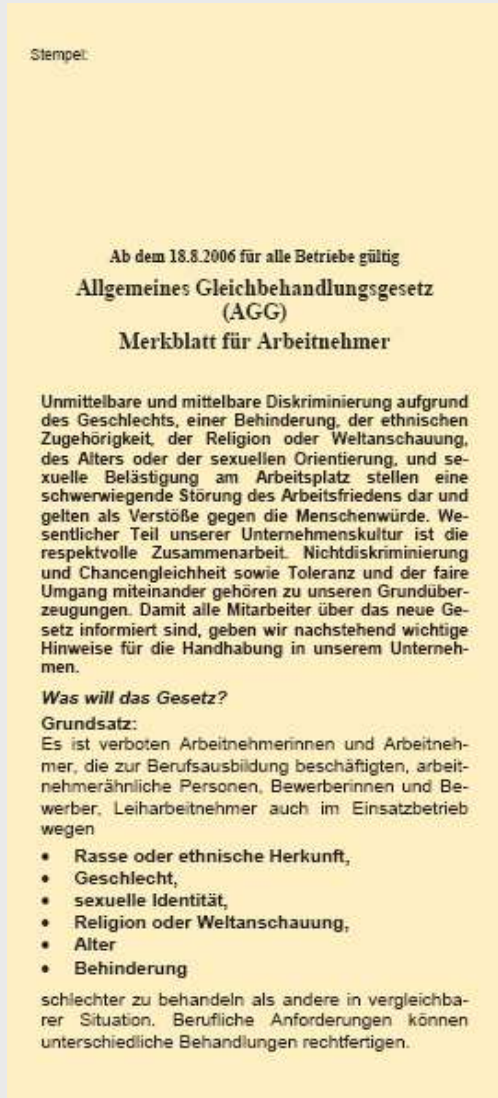 Stempel:
Ab dem 18.8.2006 für alle Betriebe gültig
Allgemeines Gleichbehandlungsgesetz
(AGG)
Merkblatt für Arbeitnehmer
Unmittelbare und mittelbare Diskriminierung aufgrund
des Geschlechts, einer Behinderung, der ethnischen
Zugehörigkeit, der Religion oder Weltanschauung,
des Alters oder der sexuellen Orientierung, und se-
xuelle Belästigung am Arbeitsplatz stellen eine
schwerwiegende Störung des Arbeitsfriedens dar und
gelten als Verstöße gegen die Menschenwürde. We-
sentlicher Teil unserer Unternehmenskultur ist die
respektvolle Zusammenarbeit. Nichtdiskriminierung
und Chancengleichheit sowie Toleranz und der faire
Umgang miteinander gehören zu unseren Grundüber-
zeugungen. Damit alle Mitarbeiter über das neue Ge-
setz informiert sind, geben wir nachstehend wichtige
Hinweise für die Handhabung in unserem Unterneh-
men.
Was will das Gesetz?
Grundsatz:
Es ist verboten Arbeitnehmerinnen und Arbeitneh-
mer, die zur Berufsausbildung beschäftigten, arbeit-
nehmerähnliche Personen, Bewerberinnen und Be-
werber, Leiharbeitnehmer auch im Einsatzbetrieb
wegen
• Rasse oder ethnische Herkunft,
• Geschlecht,
• sexuelle Identität,
• Religion oder Weltanschauung,
• Alter
• Behinderung
schlechter zu behandeln als andere in vergleichba-
rer Situation. Berufliche Anforderungen können
unterschiedliche Behandlungen rechtfertigen.